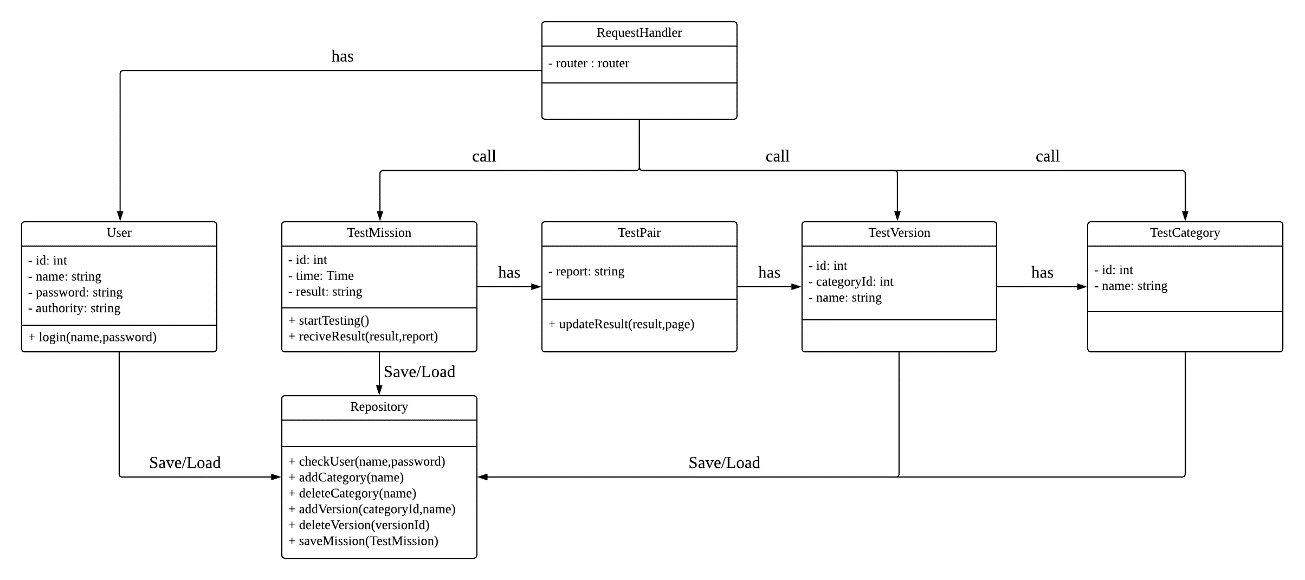 RequestHandler
- router : router
has
call
call
call
User
- id: int
- name: string
- password: string
- authority: string
+ login(name,password)
TestMission
- id: int
- time: Time
- result: string
+ startTesting()
+ reciveResult(result,report)
has
TestPair
- report: string
+ updateResult(result,page)
has
TestVersion
- id: int
- categoryId: int
- name: string
has
TestCategory
- id: int
- name: string
Save/Load
Repository
+ checkUser(name,password)
+ addCategory(name)
+ deleteCategory(name)
+ addVersion(categoryId,name)
+ deleteVersion(versionId)
+ saveMission(TestMission)
Save/Load
Save/Load